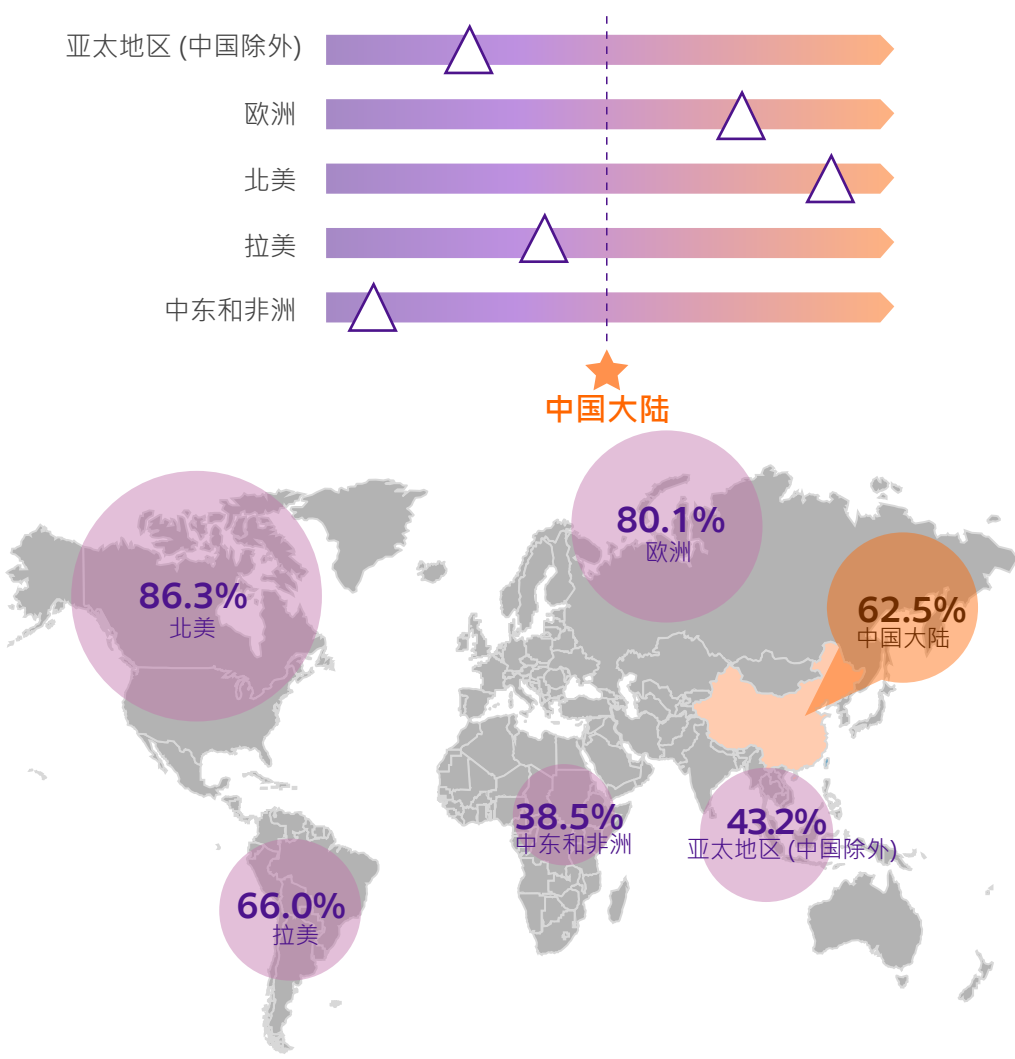 亚太地区 (中国除外)
欧洲
北美
拉美
中东和非洲
中国大陆
80.1%
欧洲
86.3%
北美
62.5%
中国大陆
38.5%
中东和非洲
43.2%
亚太地区 (中国除外)
66.0%
拉美